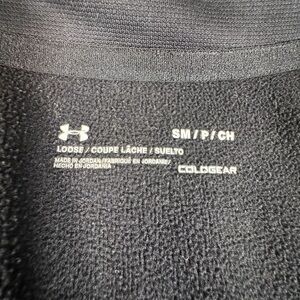 SM / P / CH
LOOSE / COUPE LÂCHE / SUELTO
MADE IN JORDAN / FABRIQUÉ EN JORDANIE /
HECHO EN JORDANIA
COLDGEAR